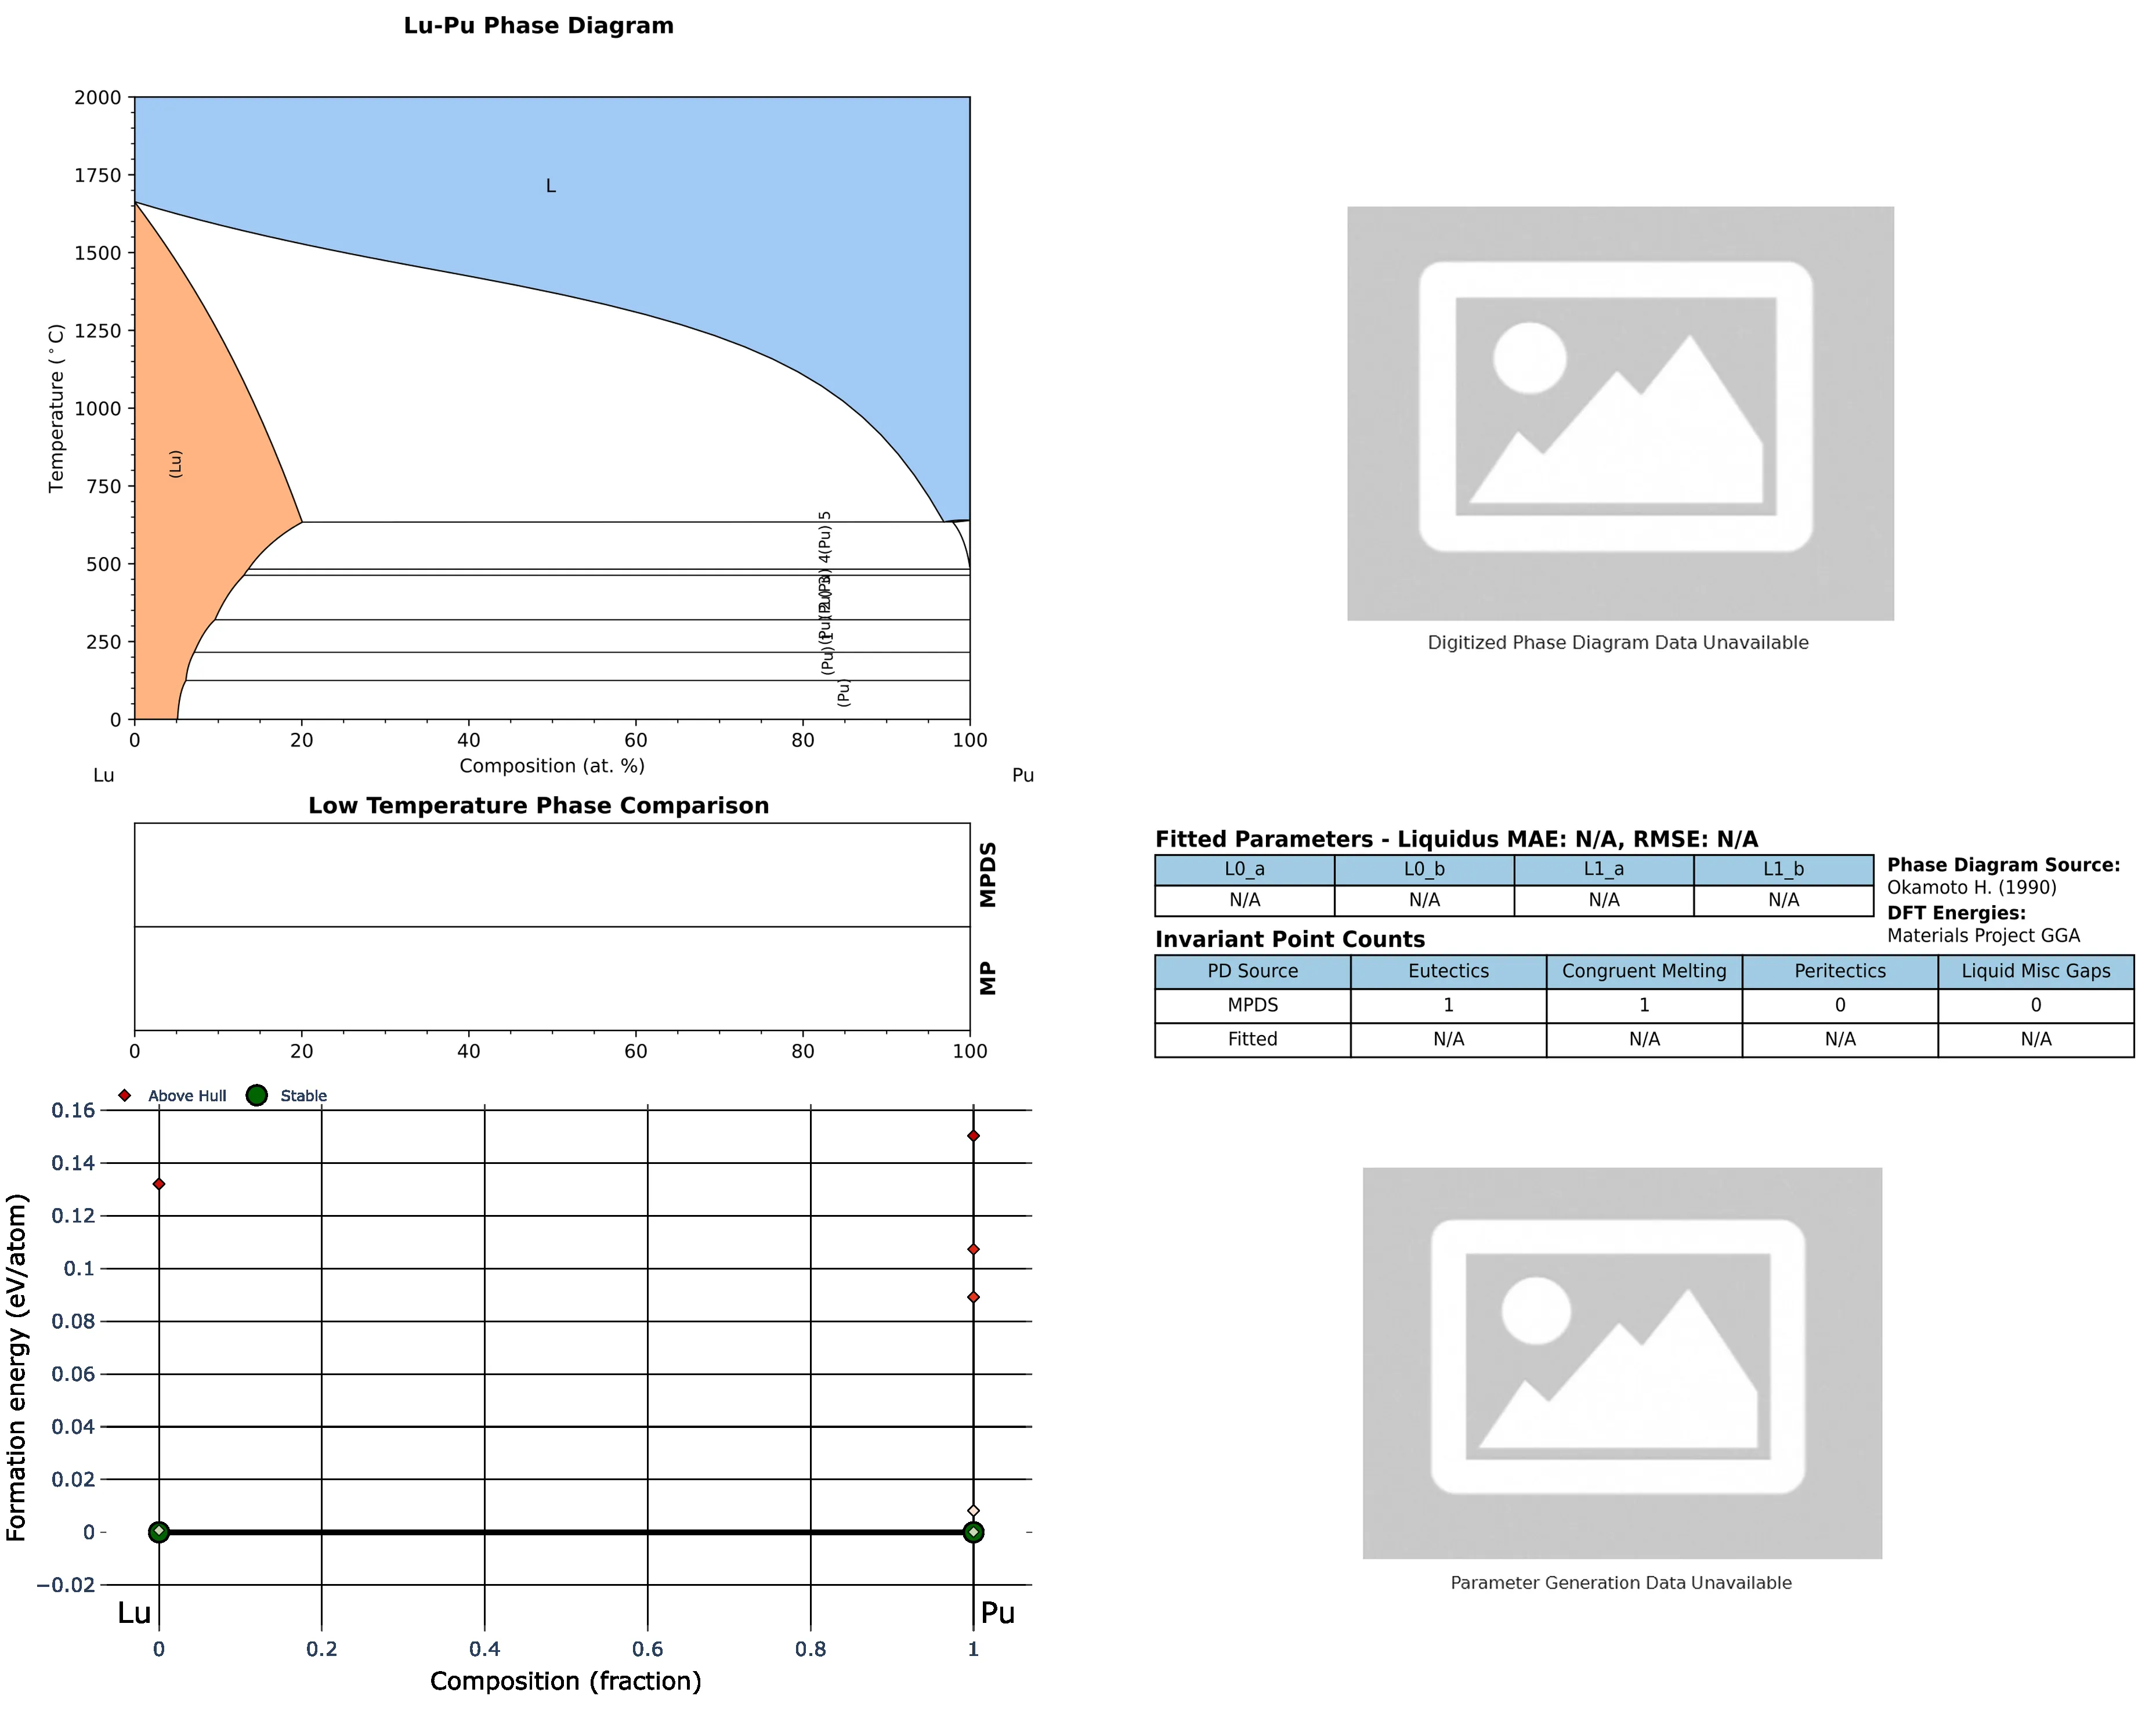 Lu-Pu Phase Diagram
2000
1750
1500
1250
1000
750
500
250
0
Temperature (°C)
L
(Lu)
(Pu) 5
(Pu)
(Pu)
0 20 40 60 80 100
Composition (at. %)
Lu Pu
Digitized Phase Diagram Data Unavailable
Low Temperature Phase Comparison
MPDS
MP
0 20 40 60 80 100
Fitted Parameters - Liquidus MAE: N/A, RMSE: N/A
L0_a L0_b L1_a L1_b
N/A N/A N/A N/A
Phase Diagram Source:
Okamoto H. (1990)
DFT Energies:
Materials Project GGA
Invariant Point Counts
PD Source Eutectics Congruent Melting Peritectics Liquid Misc Gaps
MPDS 1 1 0 0
Fitted N/A N/A N/A N/A
Above Hull Stable
0.16
0.14
0.12
0.1
0.08
0.06
0.04
0.02
0
−0.02
Formation energy (eV/atom)
Lu Pu
0 0.2 0.4 0.6 0.8 1
Composition (fraction)
Parameter Generation Data Unavailable